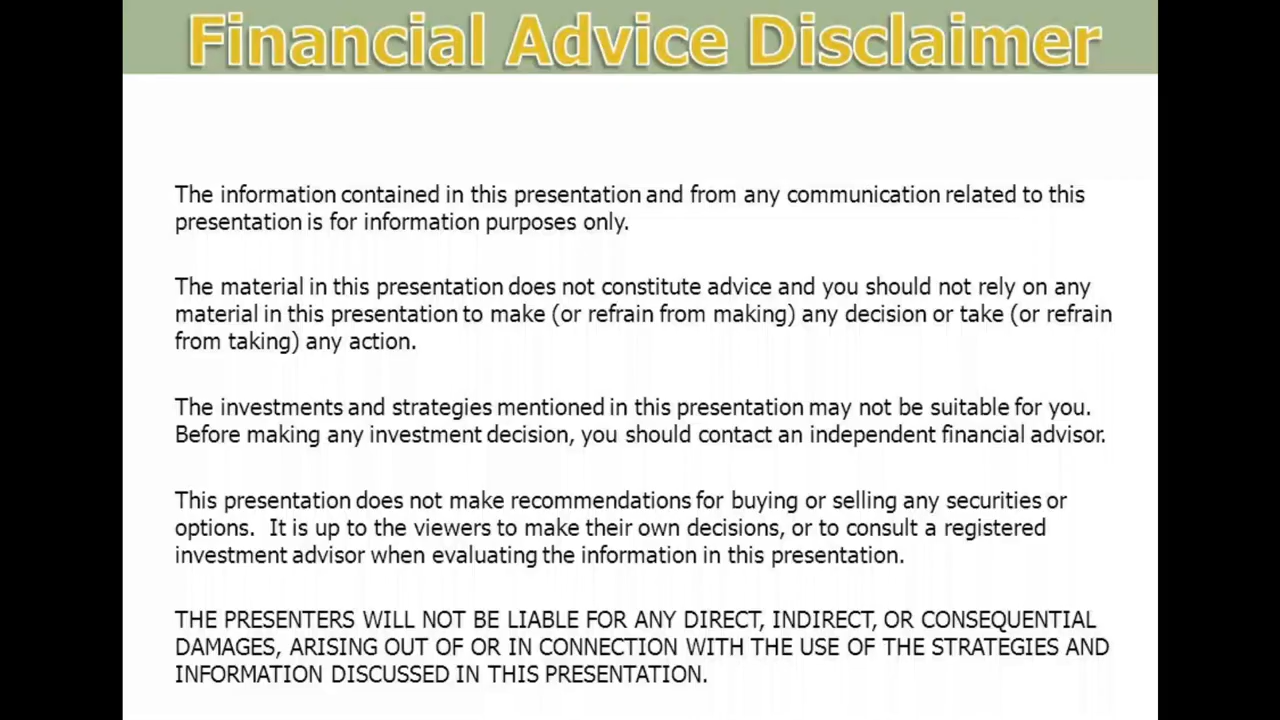 Financial Advice Disclaimer
The information contained in this presentation and from any communication related to this
presentation is for information purposes only.
The material in this presentation does not constitute advice and you should not rely on any
material in this presentation to make (or refrain from making) any decision or take (or refrain
from taking) any action.
The investments and strategies mentioned in this presentation may not be suitable for you.
Before making any investment decision, you should contact an independent financial advisor.
This presentation does not make recommendations for buying or selling any securities or
options.  It is up to the viewers to make their own decisions, or to consult a registered
investment advisor when evaluating the information in this presentation.
THE PRESENTERS WILL NOT BE LIABLE FOR ANY DIRECT, INDIRECT, OR CONSEQUENTIAL
DAMAGES, ARISING OUT OF OR IN CONNECTION WITH THE USE OF THE STRATEGIES AND
INFORMATION DISCUSSED IN THIS PRESENTATION.